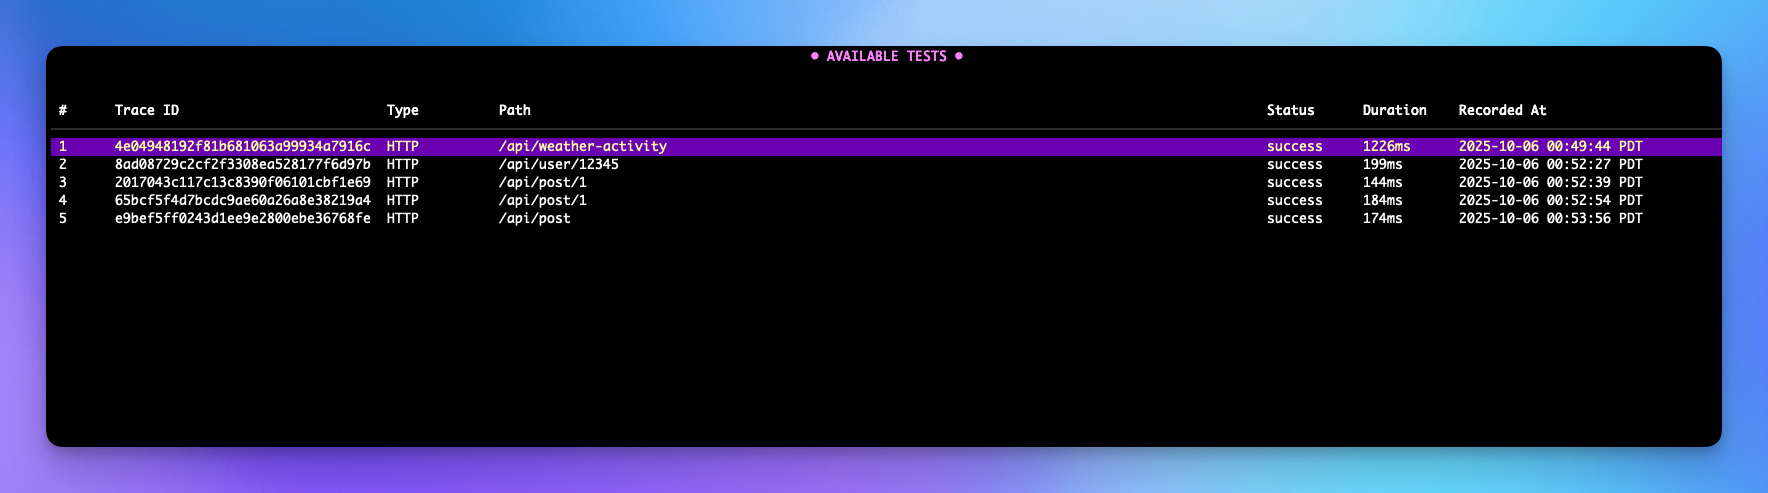 ● AVAILABLE TESTS ●
# Trace ID Type Path Status Duration Recorded At
1 4e04948192f81b681063a99934a7916c HTTP /api/weather-activity success 1226ms 2025-10-06 00:49:44 PDT
2 8ad08729c2cf2f3308ea528177f6d97b HTTP /api/user/12345 success 199ms 2025-10-06 00:52:27 PDT
3 2017043c117c13c8390f06101cbf1e69 HTTP /api/post/1 success 144ms 2025-10-06 00:52:39 PDT
4 65bcf5f4d7bcdc9ae60a26a8e38219a4 HTTP /api/post/1 success 184ms 2025-10-06 00:52:54 PDT
5 e9bef5ff0243d1ee9e2800ebe36768fe HTTP /api/post success 174ms 2025-10-06 00:53:56 PDT